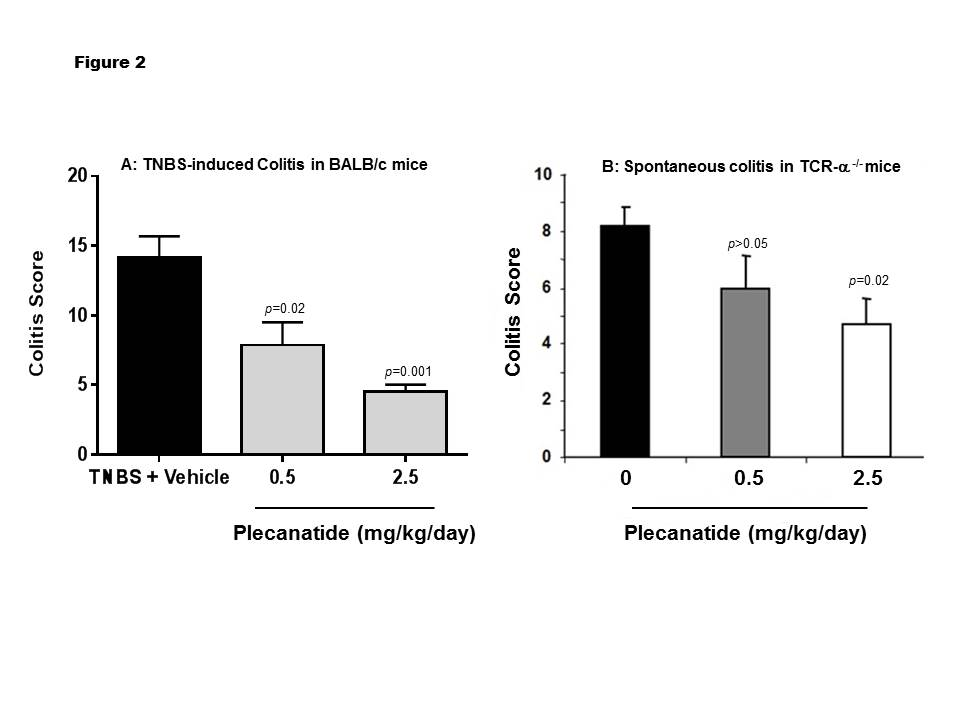 Figure 2
A: TNBS-induced Colitis in BALB/c mice
20
15
10
5
0
Colitis Score
p=0.02
p=0.001
TNBS + Vehicle 0.5 2.5
Plecanatide (mg/kg/day)
B: Spontaneous colitis in TCR-α-/- mice
10
8
6
4
2
0
Colitis Score
p>0.05
p=0.02
0 0.5 2.5
Plecanatide (mg/kg/day)